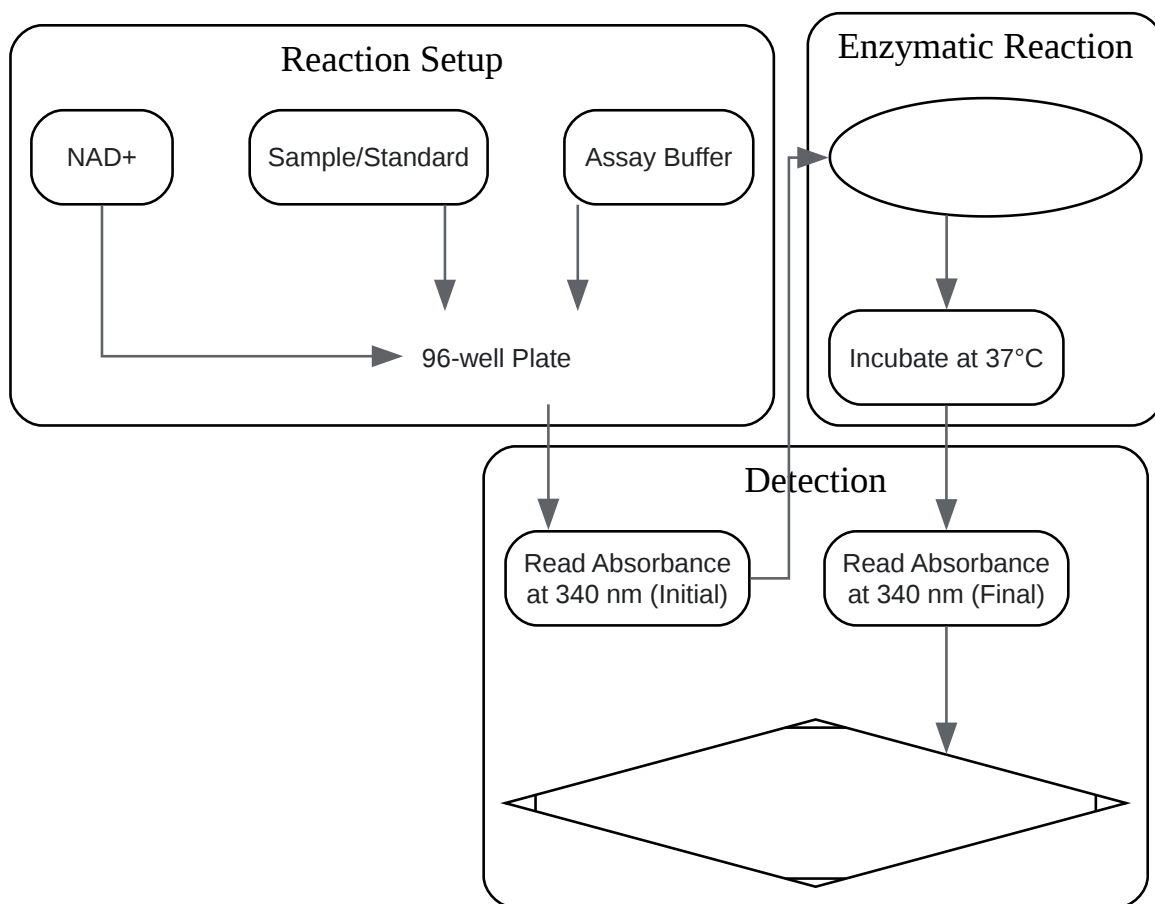 Reaction Setup
NAD+
Sample/Standard
Assay Buffer
96-well Plate
Enzymatic Reaction
Incubate at 37°C
Detection
Read Absorbance
at 340 nm (Initial)
Read Absorbance
at 340 nm (Final)